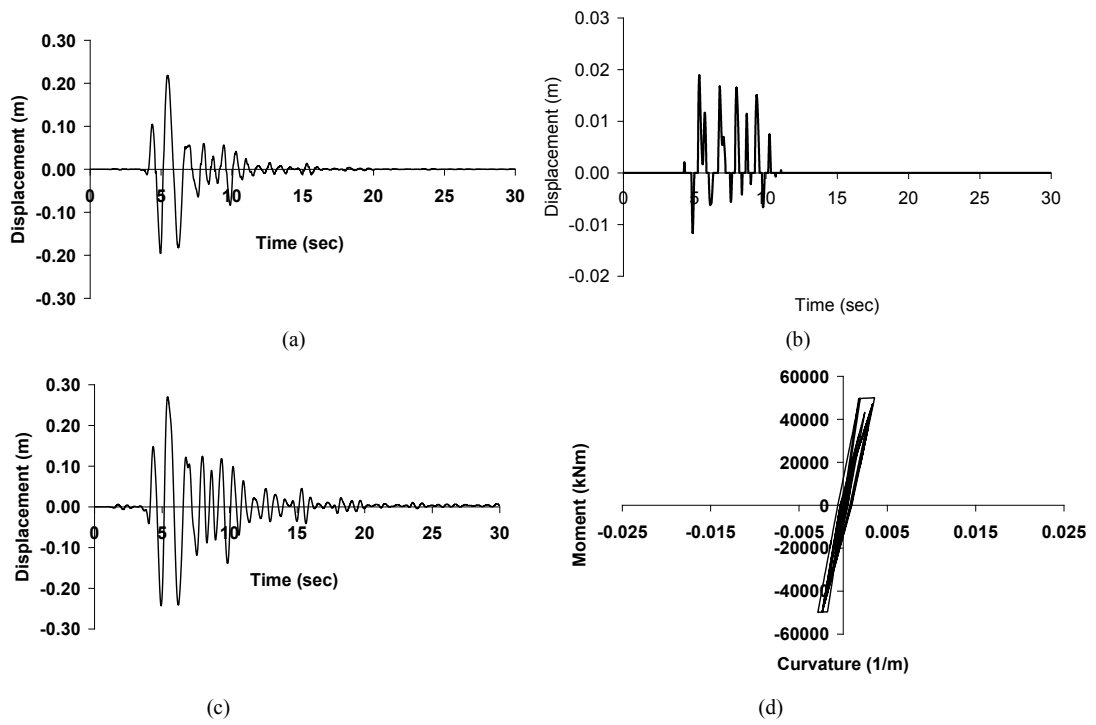 0.30
0.20
0.10
0.00
-0.10
-0.20
-0.30
Displacement (m)
0 5 10 15 20 25 30
Time (sec)
(a)
0.03
0.02
0.01
0.00
-0.01
-0.02
Displacement (m)
0 5 10 15 20 25 30
Time (sec)
(b)
0.30
0.20
0.10
0.00
-0.10
-0.20
-0.30
Displacement (m)
0 5 10 15 20 25 30
Time (sec)
(c)
60000
40000
20000
0
-20000
-40000
-60000
Moment (kNm)
-0.025 -0.015 -0.005 0.005 0.015 0.025
Curvature (1/m)
(d)